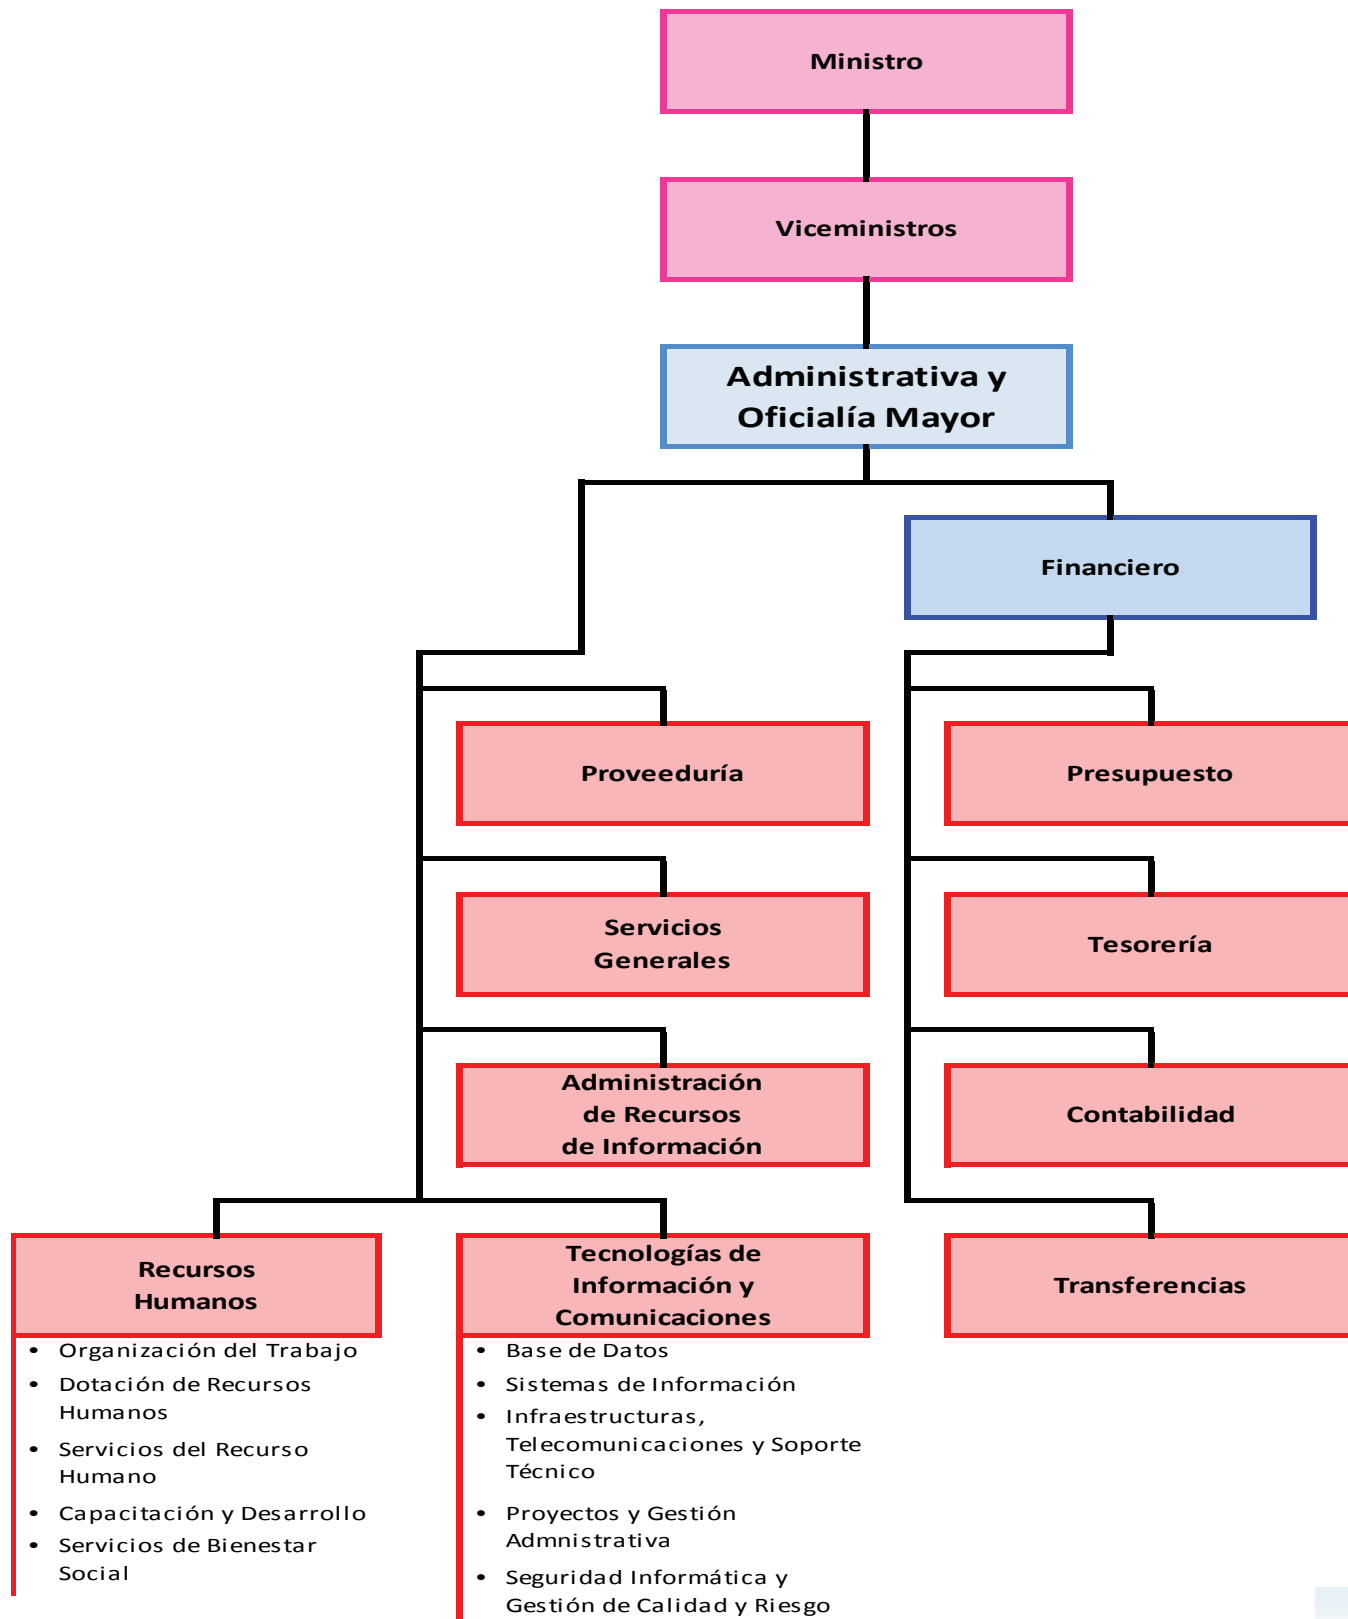 Ministro
Viceministros
Administrativa y
Oficialía Mayor
Financiero
Proveeduría
Presupuesto
Servicios
Generales
Tesorería
Administración
de Recursos
de Información
Contabilidad
Recursos
Humanos
• Organización del Trabajo
• Dotación de Recursos
Humanos
• Servicios del Recurso
Humano
• Capacitación y Desarrollo
• Servicios de Bienestar
Social
Tecnologías de
Información y
Comunicaciones
• Base de Datos
• Sistemas de Información
• Infraestructuras,
Telecomunicaciones y Soporte
Técnico
• Proyectos y Gestión
Admnistrativa
• Seguridad Informática y
Gestión de Calidad y Riesgo
Transferencias